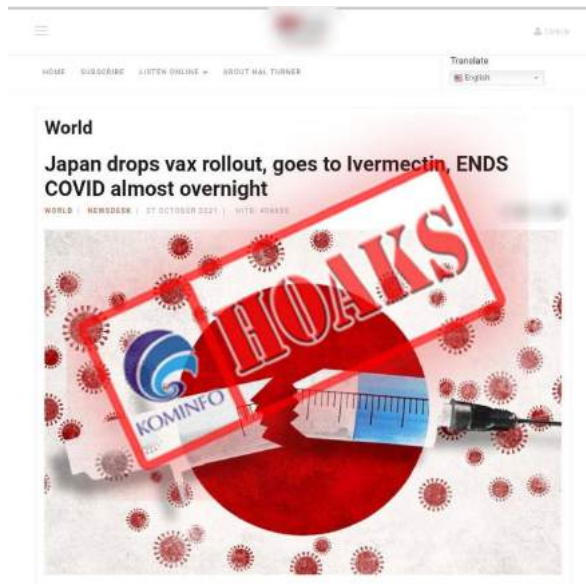 Translate
HOME SUBSCRIBE LISTEN ONLINE ABOUT HAL TURNER
English
World
Japan drops vax rollout, goes to Ivermectin, ENDS
COVID almost overnight
WORLD | NEWSDESK | 27 OCTOBER 2021 | HITS:
HOAKS
KOMINFO